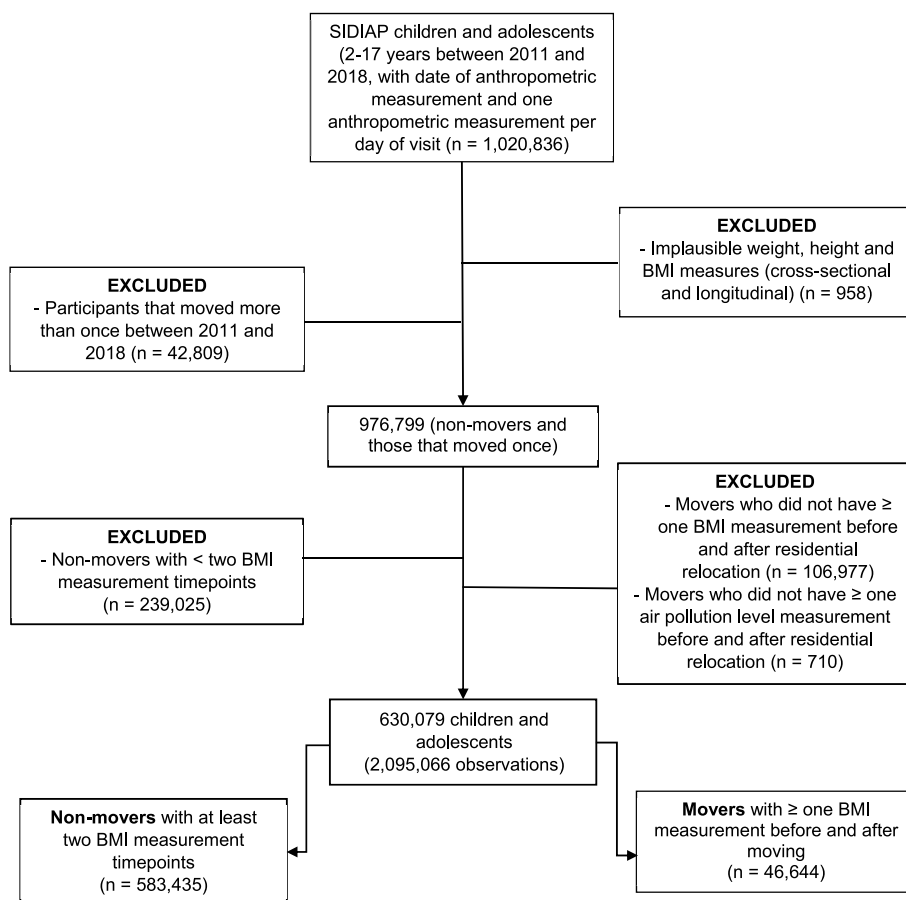 SIDIAP children and adolescents
(2-17 years between 2011 and
2018, with date of anthropometric
measurement and one
anthropometric measurement per
day of visit (n = 1,020,836)
EXCLUDED
- Implausible weight, height and
BMI measures (cross-sectional
and longitudinal) (n = 958)
EXCLUDED
- Participants that moved more
than once between 2011 and
2018 (n = 42,809)
976,799 (non-movers and
those that moved once)
EXCLUDED
- Non-movers with < two BMI
measurement timepoints
(n = 239,025)
EXCLUDED
- Movers who did not have ≥
one BMI measurement before
and after residential
relocation (n = 106,977)
- Movers who did not have ≥ one
air pollution level measurement
before and after residential
relocation (n = 710)
630,079 children and
adolescents
(2,095,066 observations)
Non-movers with at least
two BMI measurement
timepoints
(n = 583,435)
Movers with ≥ one BMI
measurement before and after
moving
(n = 46,644)